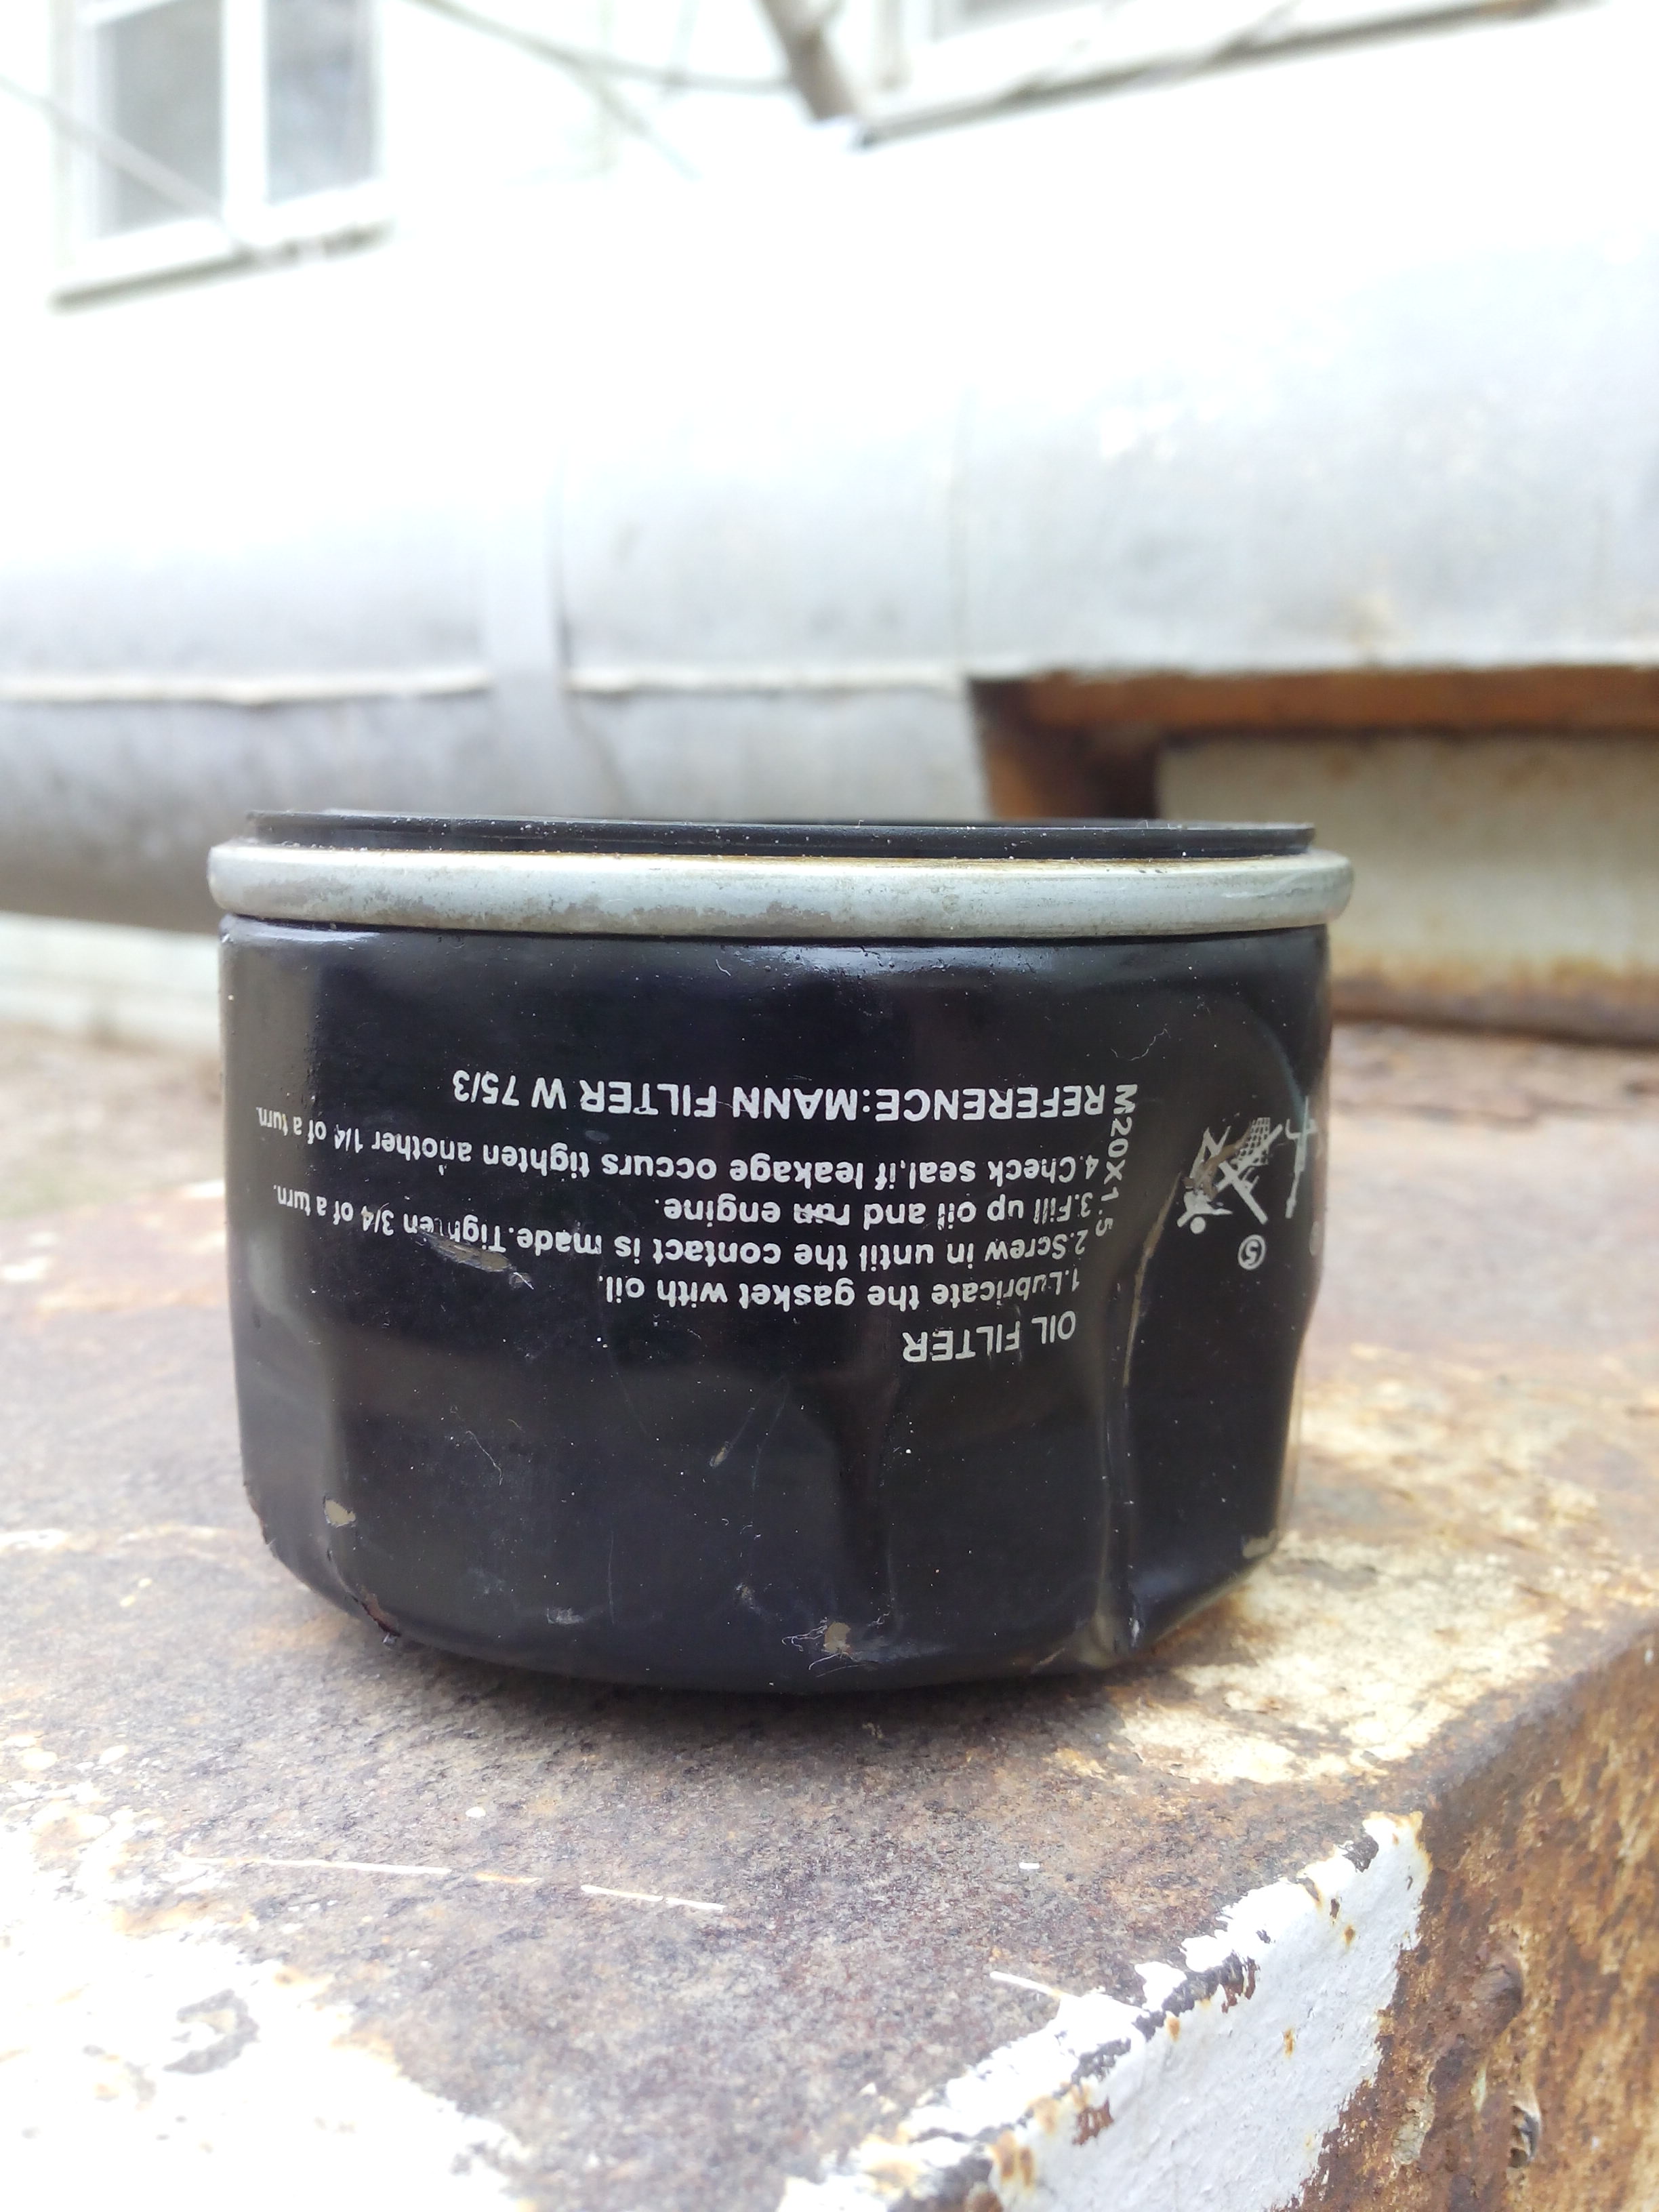 OIL FILTER
1.Lubricate the gasket with oil.
2.Screw in until the contact is made.Tighten 3/4 of a turn.
3.Fill up oil and run engine.
4.Check seal,if leakage occurs tighten another 1/4 of a turn.
REFERENCE:MANN FILTER W 75/3
M20X1.5
5